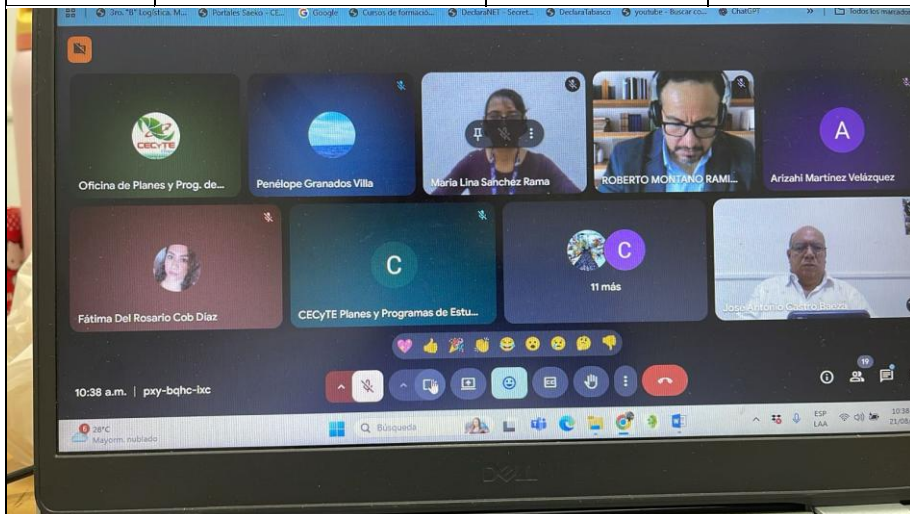 3ro. "B" Logística. M... Portales Saeko - CE... Google Cursos de formació... DeclaraNET - Secret... DeclaraTabasco youtube - Buscar co... ChatGPT » Todos los marcador
CECyTE
Oficina de Planes y Prog. de...
Penélope Granados Villa
María Lina Sánchez Rama
ROBERTO MONTANO RAMI...
A
Arizahi Martínez Velázquez
Fátima Del Rosario Cob Díaz
C
CECyTE Planes y Programas de Estu...
C
11 más
Jose Antonio Castro Baeza
10:38 a.m. | pxy-bqhc-ixc
19
28°C
Mayorm. nublado
Búsqueda
ESP
LAA
10:38
21/08/
DELL